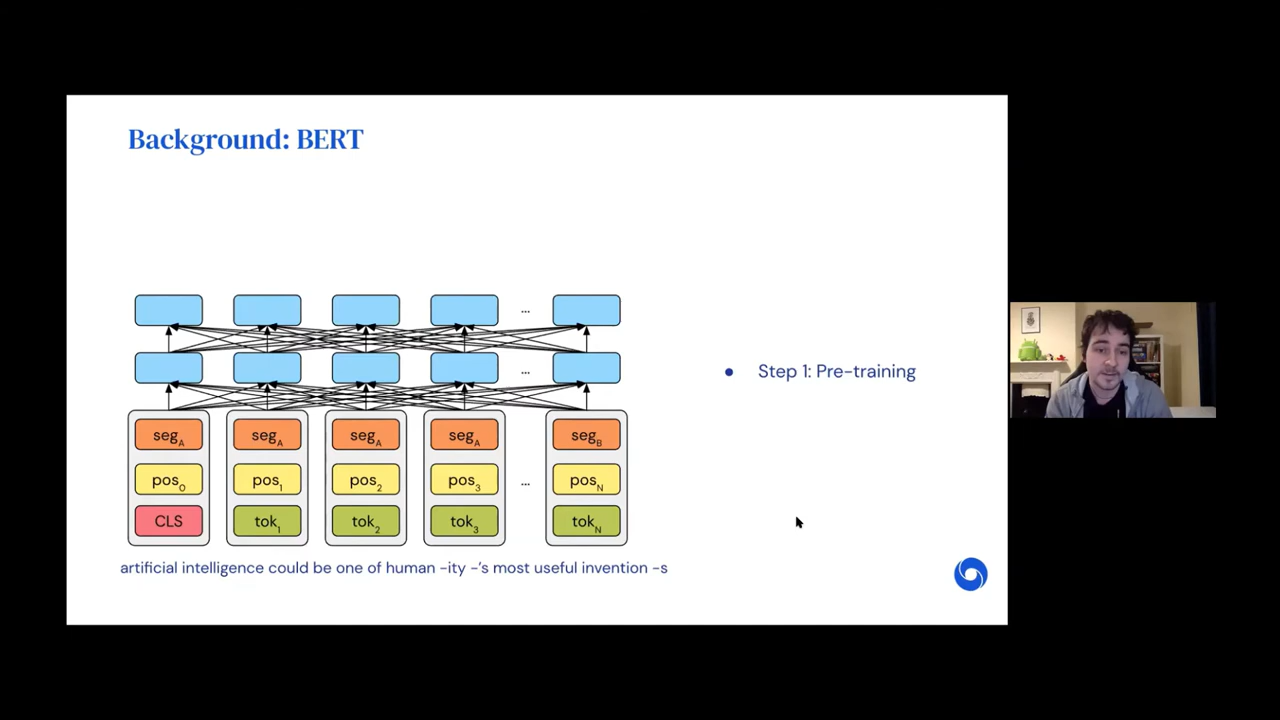 Background: BERT
...
...
• Step 1: Pre-training
seg_A seg_A seg_A seg_A seg_B
pos_0 pos_1 pos_2 pos_3 ... pos_N
CLS tok_1 tok_2 tok_3 tok_N
artificial intelligence could be one of human -ity -'s most useful invention -s